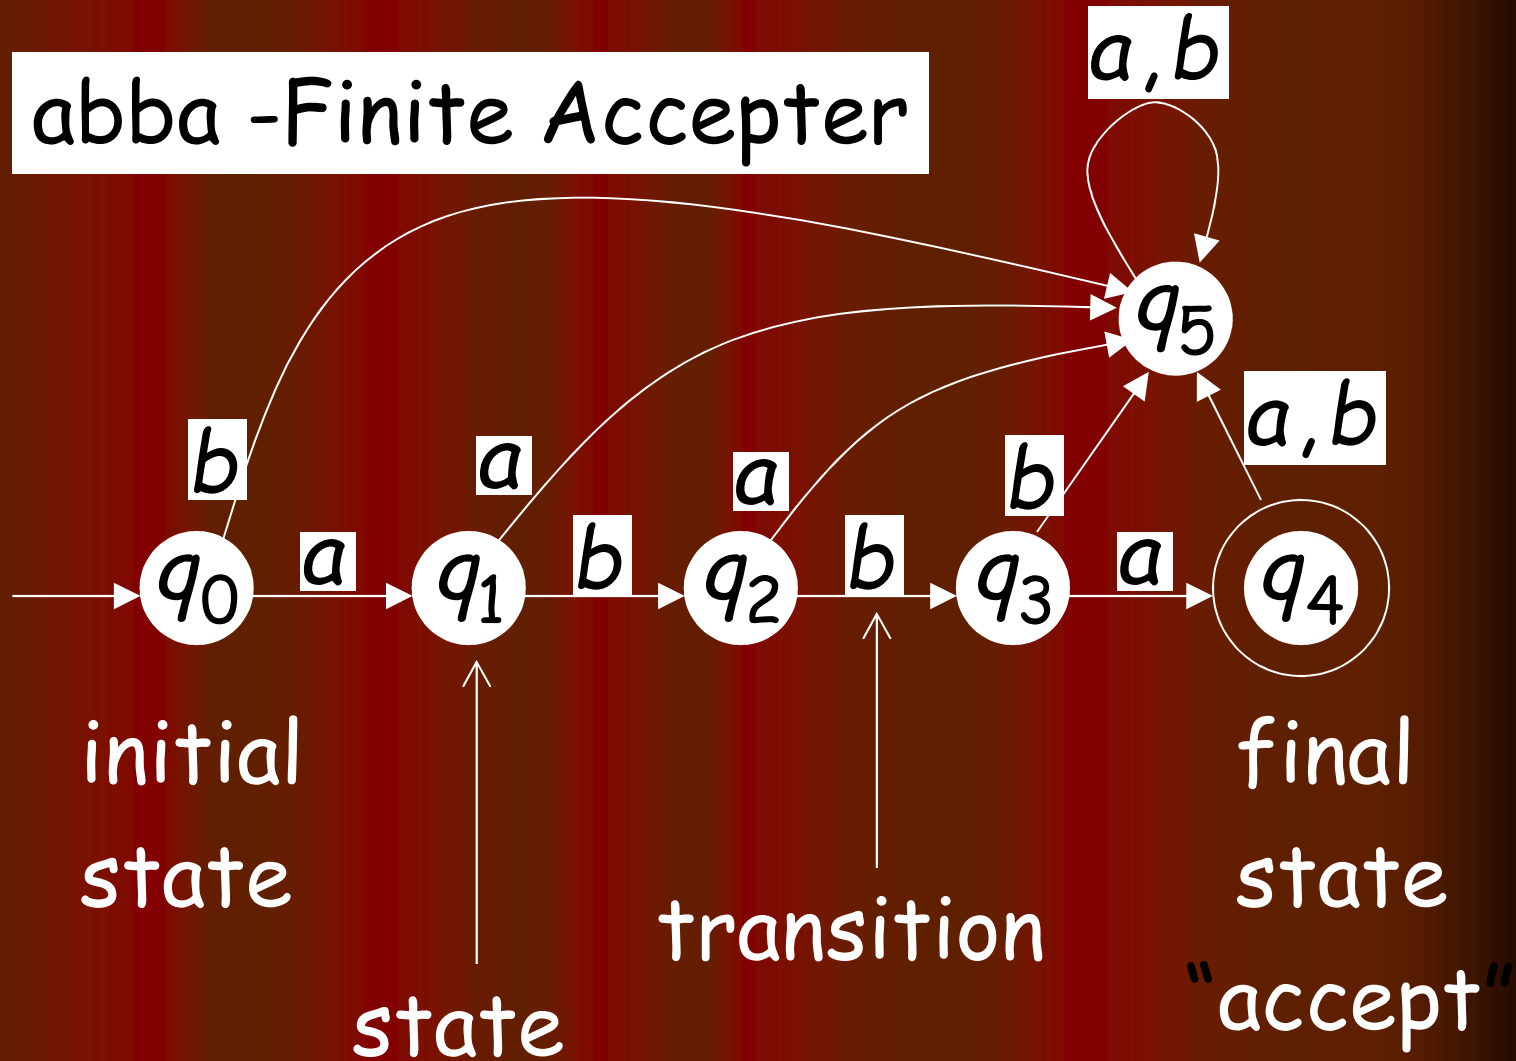 abba -Finite Accepter
a,b
a,b
b
a
a
b
a
b
b
a
q0
q1
q2
q3
q4
q5
initial
state
state
transition
final
state
“accept”